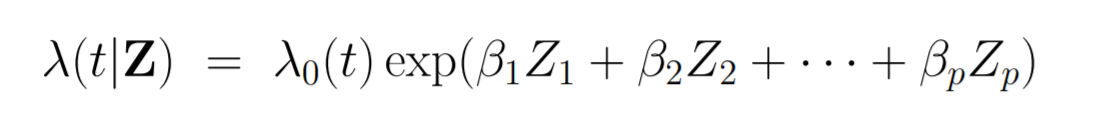 λ(t|Z) = λ₀(t) exp(β₁Z₁ + β₂Z₂ + ⋯ + βₚZₚ)